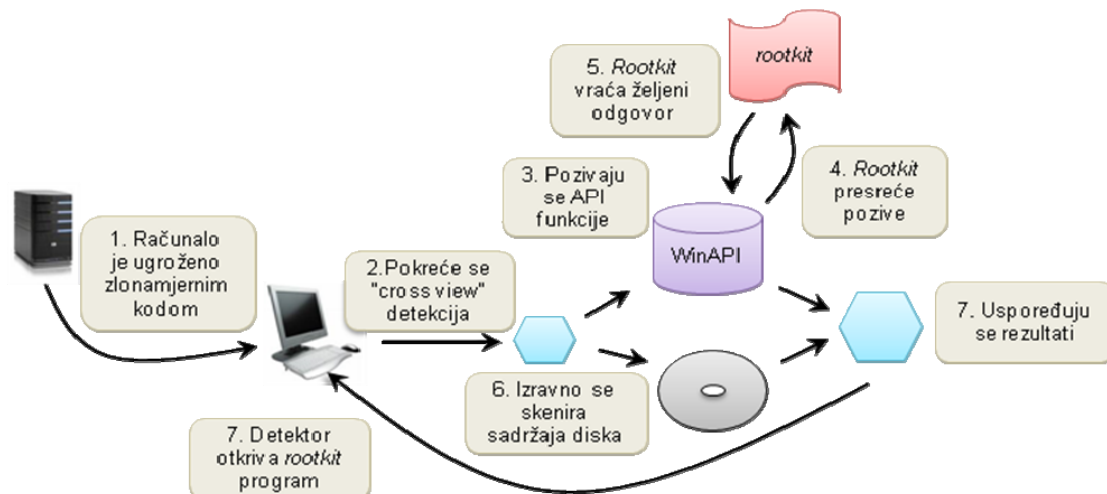 1. Računalo
je ugroženo
zlonamjernim
kodom
2.Pokreće se
"cross view"
detekcija
3. Pozivaju
se API
funkcije
WinAPI
4. Rootkit
presreće
pozive
rootkit
5. Rootkit
vraća željeni
odgovor
6. Izravno se
skenira
sadržaja diska
7. Uspoređuju
se rezultati
7. Detektor
otkriva rootkit
program